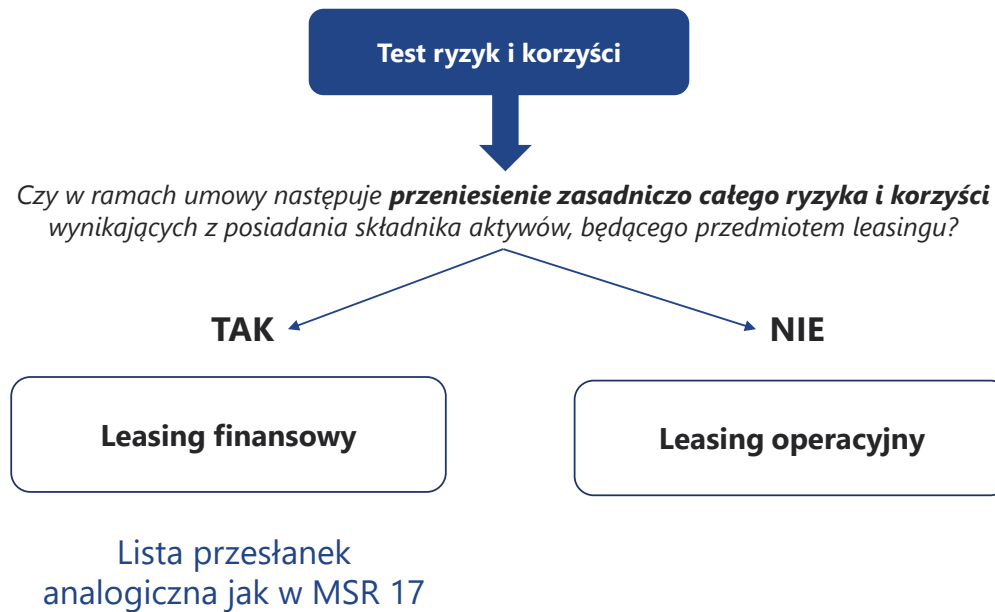 Test ryzyk i korzyści
Czy w ramach umowy następuje przeniesienie zasadniczo całego ryzyka i korzyści
wynikających z posiadania składnika aktywów, będącego przedmiotem leasingu?
TAK
NIE
Leasing finansowy
Leasing operacyjny
Lista przesłanek
analogiczna jak w MSR 17